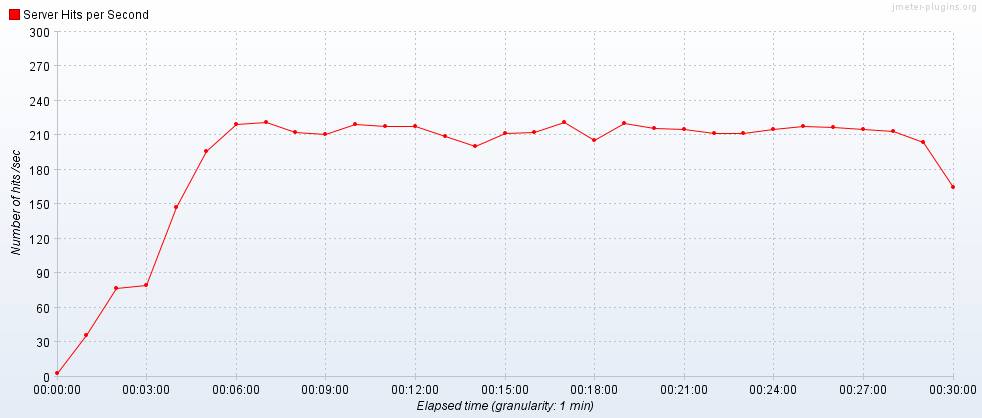 jmeter-plugins.org
Server Hits per Second
300
270
240
210
180
150
120
90
60
30
0
Number of hits /sec
00:00:00 00:03:00 00:06:00 00:09:00 00:12:00 00:15:00 00:18:00 00:21:00 00:24:00 00:27:00 00:30:00
Elapsed time (granularity: 1 min)